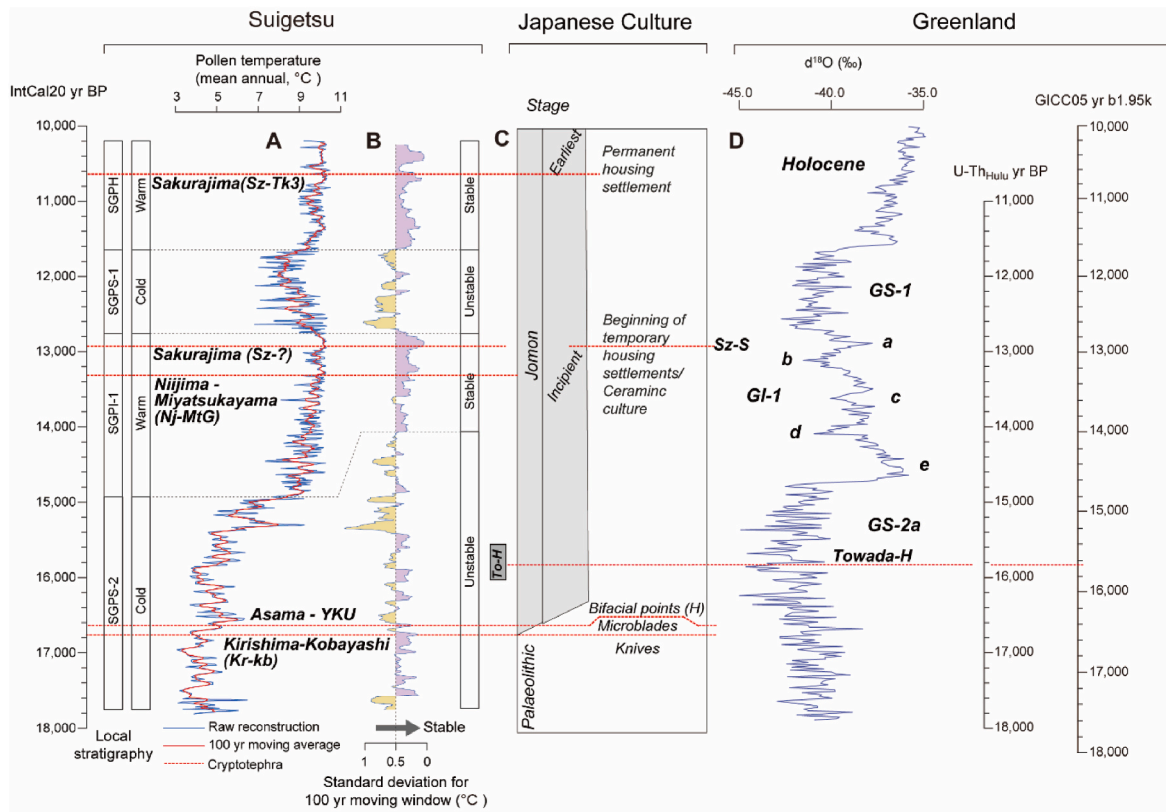 Suigetsu
Japanese Culture
Greenland
Pollen temperature
(mean annual, °C )
d¹⁸O (‰)
IntCal20 yr BP
3 5 7 9 11
Stage
-45.0 -40.0 -35.0
GICC05 yr b1.95k
10,000
11,000
12,000
13,000
14,000
15,000
16,000
17,000
18,000
SGPH
SGPS-1
SGPI-1
SGPS-2
Warm
Cold
Warm
Cold
A
Sakurajima(Sz-Tk3)
Sakurajima (Sz-?)
Niijima -
Miyatsukayama
(Nj-MtG)
Asama - YKU
Kirishima-Kobayashi
(Kr-kb)
B
Stable
Unstable
Stable
Unstable
C
To-H
Jomon
Palaeolithic
Earliest
Incipient
Permanent
housing
settlement
Beginning of
temporary
housing
settlements/
Ceraminc
culture
Bifacial points (H)
Microblades
Knives
Sz-S
D
Holocene
GS-1
a
b
GI-1
c
d
e
GS-2a
Towada-H
U-ThHulu yr BP
11,000
12,000
13,000
14,000
15,000
16,000
17,000
18,000
10,000
11,000
12,000
13,000
14,000
15,000
16,000
17,000
18,000
Local
stratigraphy
Raw reconstruction
100 yr moving average
Cryptotephra
Stable
1 0.5 0
Standard deviation for
100 yr moving window (°C )